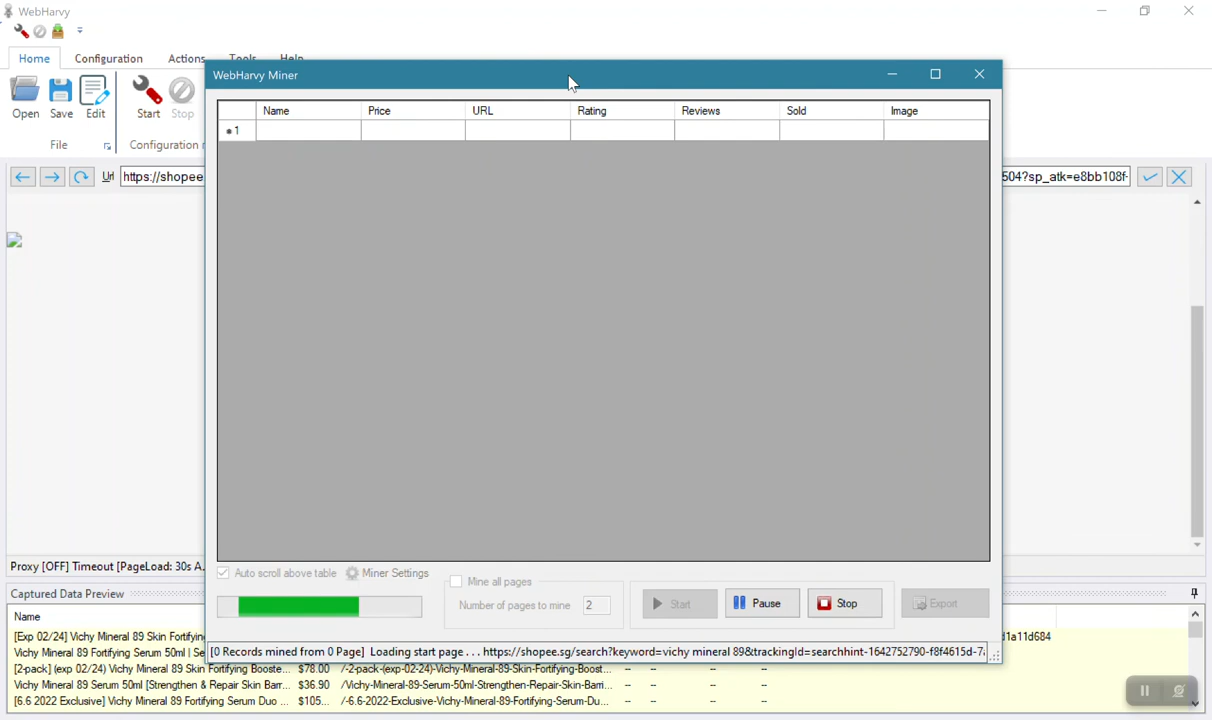 WebHarvy
Home Configuration Actions Tools Help
Open Save Edit Start Stop
File Configuration
Url https://shopee 504?sp_atk=e8bb108f-
WebHarvy Miner
Name Price URL Rating Reviews Sold Image
1
Auto scroll above table Miner Settings
Mine all pages
Number of pages to mine 2
Start Pause Stop Export
[0 Records mined from 0 Page] Loading start page . . . https://shopee.sg/search?keyword=vichy mineral 89&trackingId=searchhint-1642752790-f8f4615d-7
Proxy [OFF] Timeout [PageLoad: 30s A
Captured Data Preview
Name
[Exp 02/24] Vichy Mineral 89 Skin Fortifyin 1a11d684
Vichy Mineral 89 Fortifying Serum 50ml | Se
[2-pack] (exp 02/24) Vichy Mineral 89 Skin Fortifying Booste... $78.00 /-2-pack-(exp-02-24)-Vichy-Mineral-89-Skin-Fortifying-Boost... -- -- --
Vichy Mineral 89 Serum 50ml [Strengthen & Repair Skin Barr... $36.90 /Vichy-Mineral-89-Serum-50ml-Strengthen-Repair-Skin-Barri... -- -- --
[6.6 2022 Exclusive] Vichy Mineral 89 Fortifying Serum Duo ... $105... /-6.6-2022-Exclusive-Vichy-Mineral-89-Fortifying-Serum-Du... -- -- --